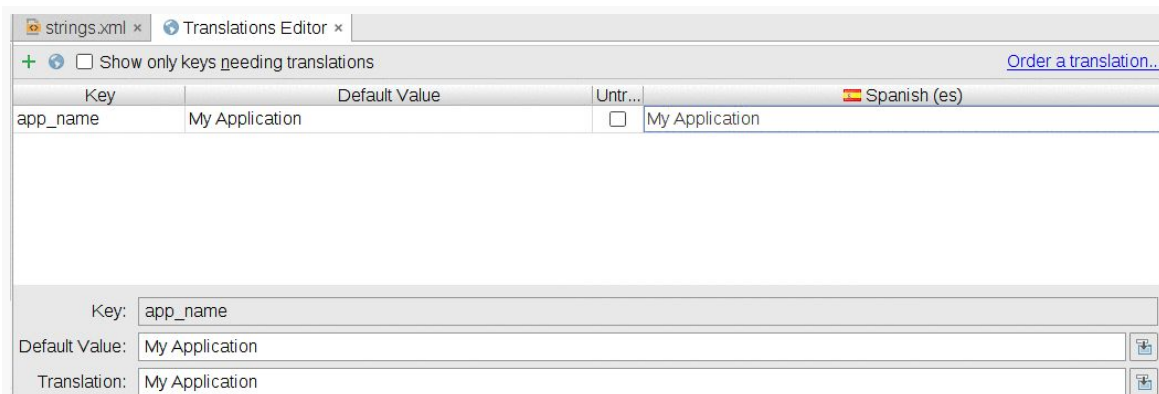 strings.xml × Translations Editor ×
+ Show only keys needing translations Order a translation...
Key Default Value Untr... Spanish (es)
app_name My Application My Application
Key: app_name
Default Value: My Application
Translation: My Application